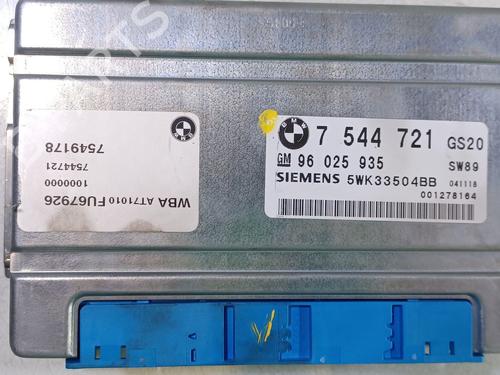 BMW
7 544 721 GS20
GM 96 025 935 SW89
SIEMENS 5WK33504BB 041118
001278164
7549178
7544721
1000000
WBA AT71010 FU67926